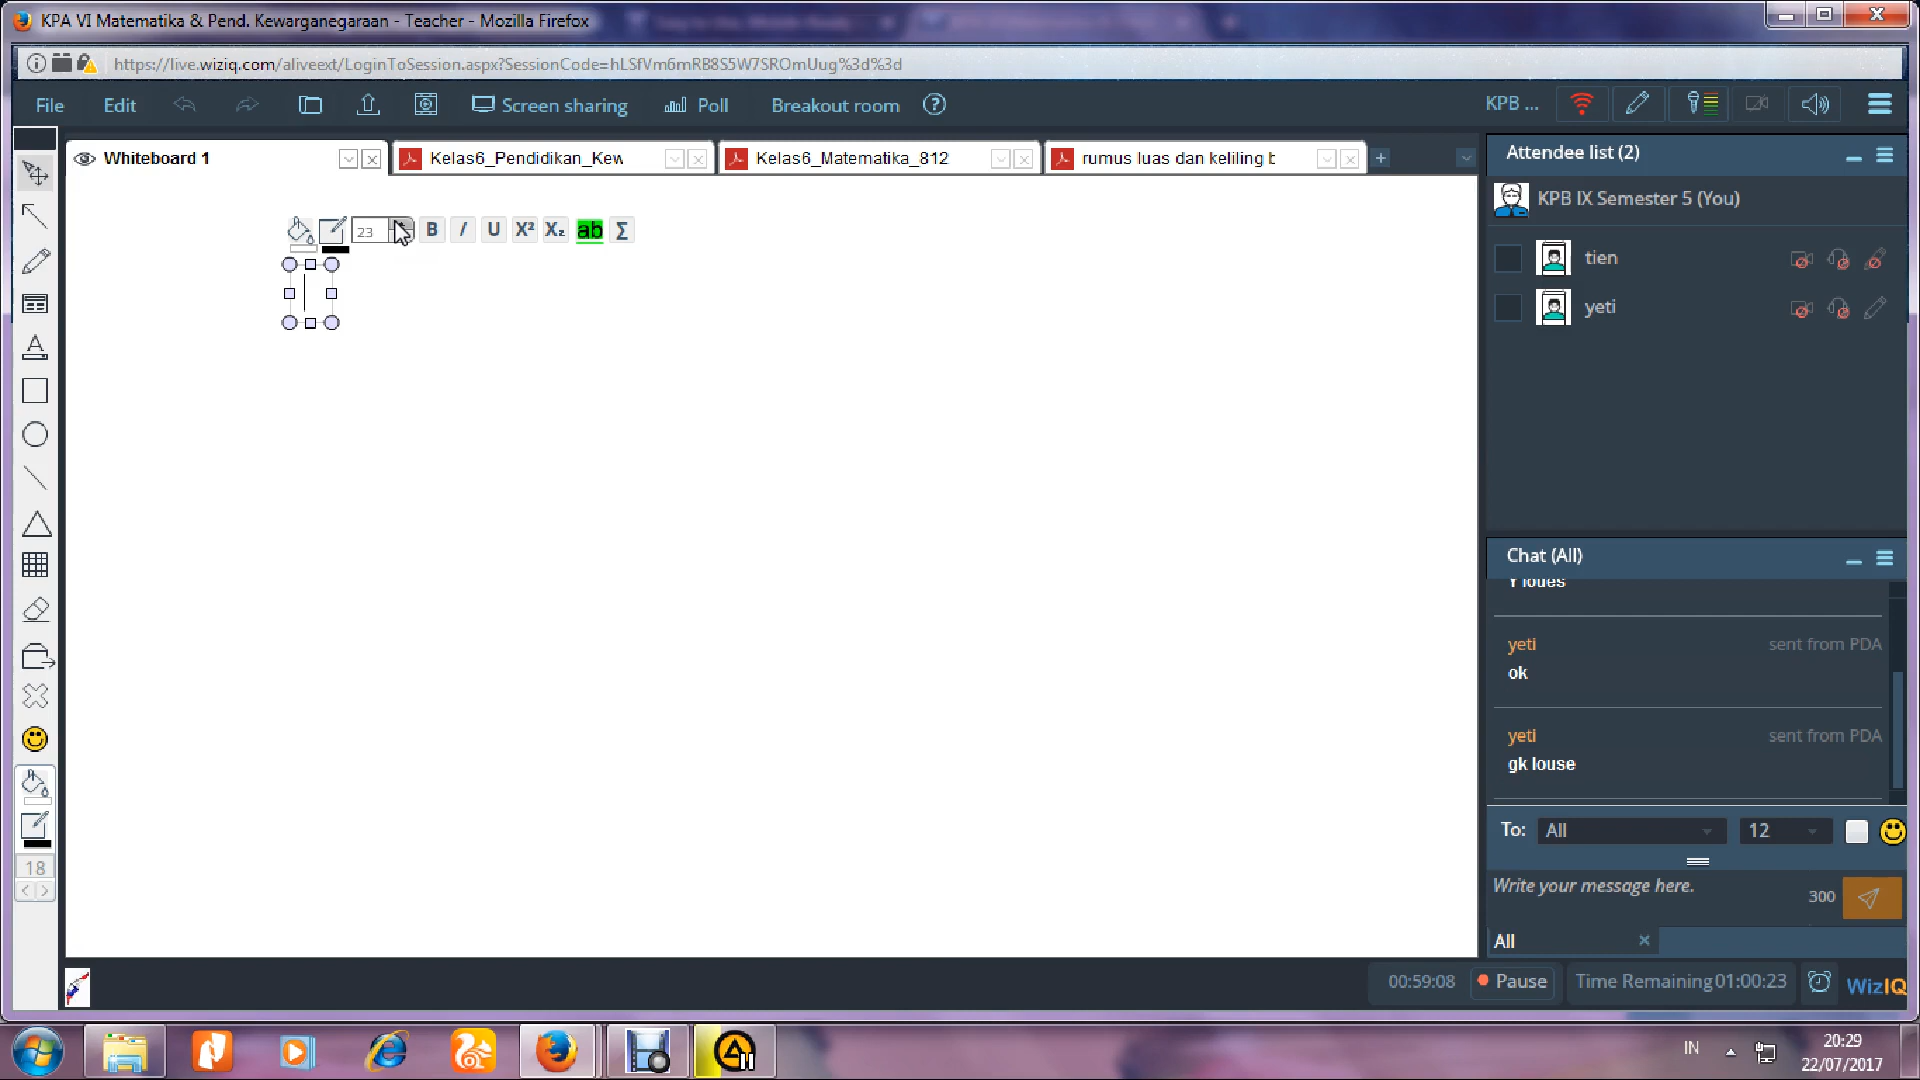 KPA VI Matematika & Pend. Kewarganegaraan - Teacher - Mozilla Firefox
https://live.wiziq.com/aliveext/LoginToSession.aspx?SessionCode=hLSfVm6mRB8S5W7SROmUug%3d%3d
File Edit Screen sharing Poll Breakout room ? KPB ...
Whiteboard 1 Kelas6_Pendidikan_Kew Kelas6_Matematika_812 rumus luas dan keliling b +
23 B I U X² X₂ ab Σ
18
Attendee list (2)
KPB IX Semester 5 (You)
tien
yeti
Chat (All)
Y loues
yeti sent from PDA
ok
yeti sent from PDA
gk louse
To: All 12
Write your message here. 300
All
00:59:08 Pause Time Remaining 01:00:23 WizIQ
IN 20:29
22/07/2017